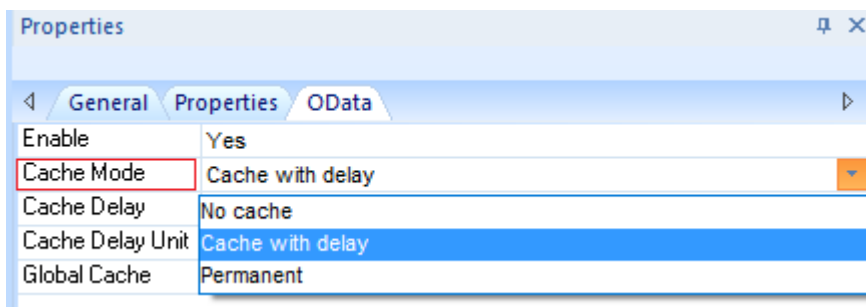 Properties
General Properties OData
Enable Yes
Cache Mode Cache with delay
Cache Delay No cache
Cache Delay Unit Cache with delay
Global Cache Permanent